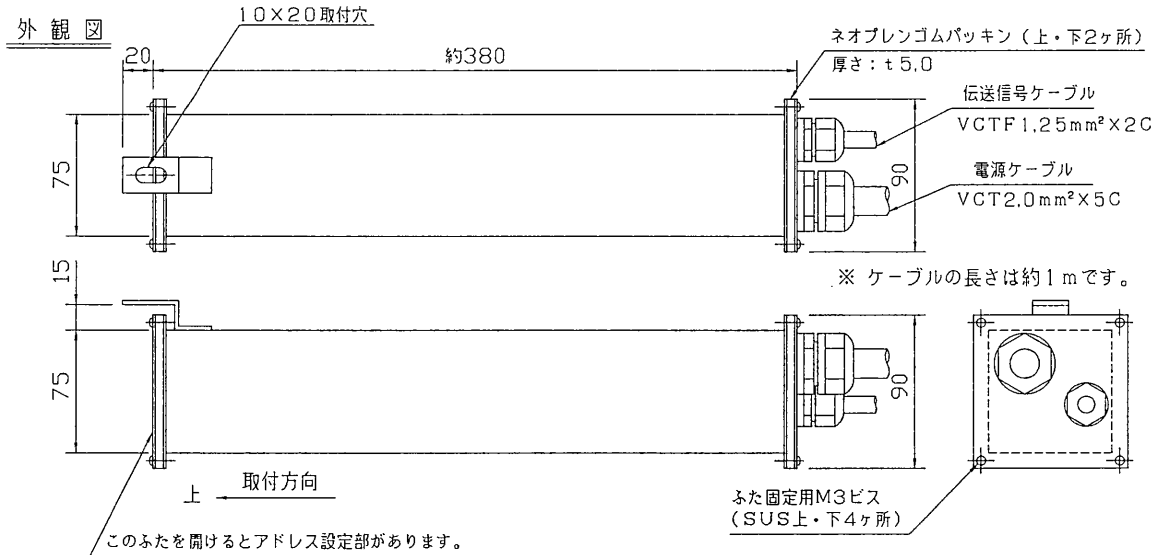 外観図
10×20取付穴
20
約380
ネオプレンゴムパッキン（上・下2ヶ所）
厚さ：t5.0
伝送信号ケーブル
VCTF1.25mm²×2C
75
90
電源ケーブル
VCT2.0mm²×5C
※ ケーブルの長さは約1mです。
15
75
90
上 取付方向
ふた固定用M3ビス
（SUS上・下4ヶ所）
このふたを開けるとアドレス設定部があります。